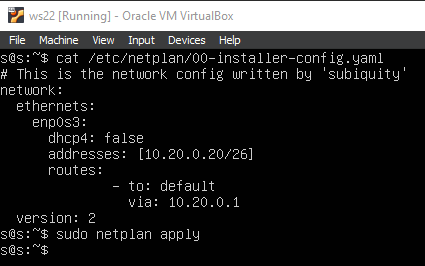 ws22 [Running] - Oracle VM VirtualBox
File Machine View Input Devices Help
s@s:~$ cat /etc/netplan/00-installer-config.yaml
# This is the network config written by 'subiquity'
network:
  ethernets:
    enp0s3:
      dhcp4: false
      addresses: [10.20.0.20/26]
      routes:
             - to: default
               via: 10.20.0.1
  version: 2
s@s:~$ sudo netplan apply
s@s:~$